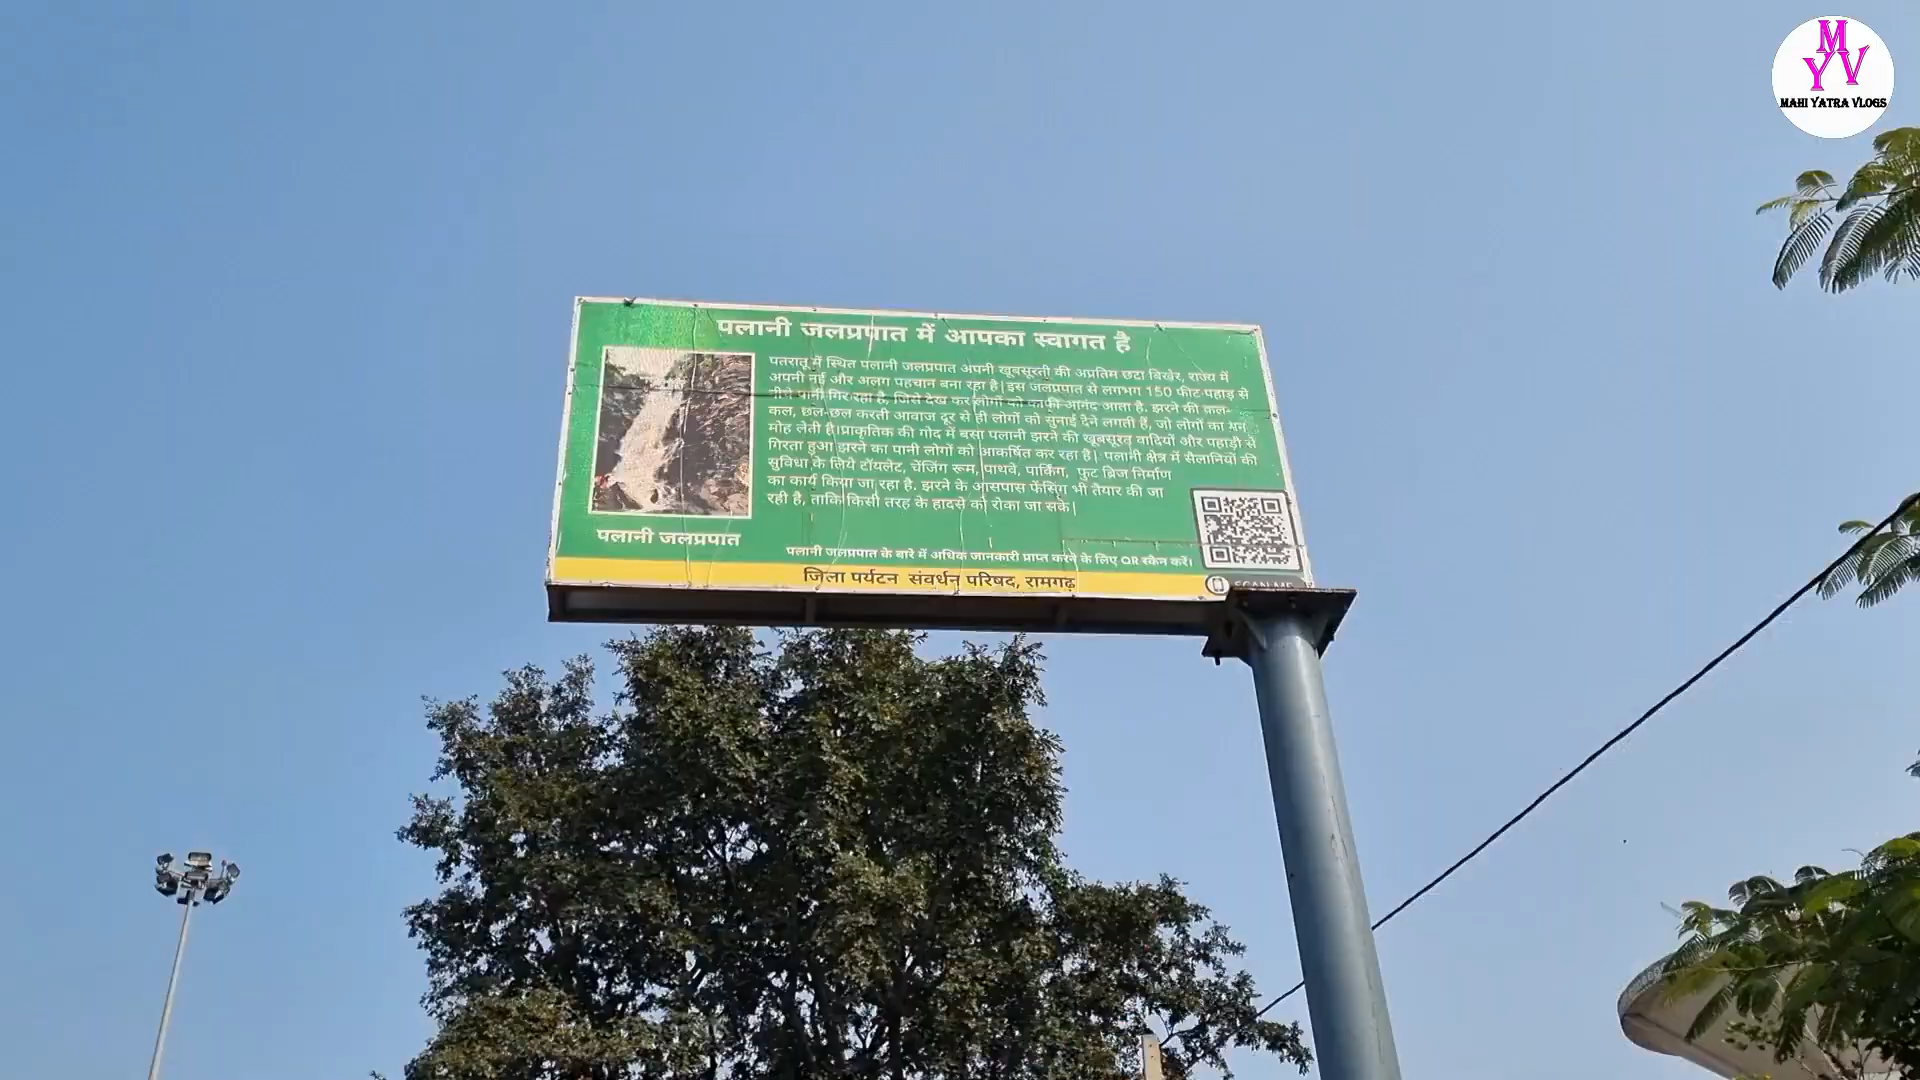 M
Y V
MAHI YATRA VLOGS
पलानी जलप्रपात में आपका स्वागत है
पतरातू में स्थित पलानी जलप्रपात अपनी खूबसूरती की अप्रतिम छटा बिखेर, राज्य में
अपनी नई और अलग पहचान बना रहा है| इस जलप्रपात से लगभग 150 फीट पहाड़ से
नीचे पानी गिर रहा है, जिसे देख कर लोगों को काफी आनंद आता है. झरने की कल-
कल, छल-छल करती आवाज दूर से ही लोगों को सुनाई देने लगती हैं, जो लोगों का मन
मोह लेती है।प्राकृतिक की गोद में बसा पलानी झरने की खूबसूरत वादियों और पहाड़ी से
गिरता हुआ झरने का पानी लोगों को आकर्षित कर रहा है| पलानी क्षेत्र में सैलानियों की
सुविधा के लिये टॉयलेट, चेंजिंग रूम, पाथवे, पार्किंग, फुट ब्रिज निर्माण
का कार्य किया जा रहा है. झरने के आसपास फेंसिंग भी तैयार की जा
रही है, ताकि किसी तरह के हादसे को रोका जा सके|
पलानी जलप्रपात
पलानी जलप्रपात के बारे में अधिक जानकारी प्राप्त करने के लिए QR स्कैन करें।
जिला पर्यटन संवर्धन परिषद, रामगढ़
SCAN ME